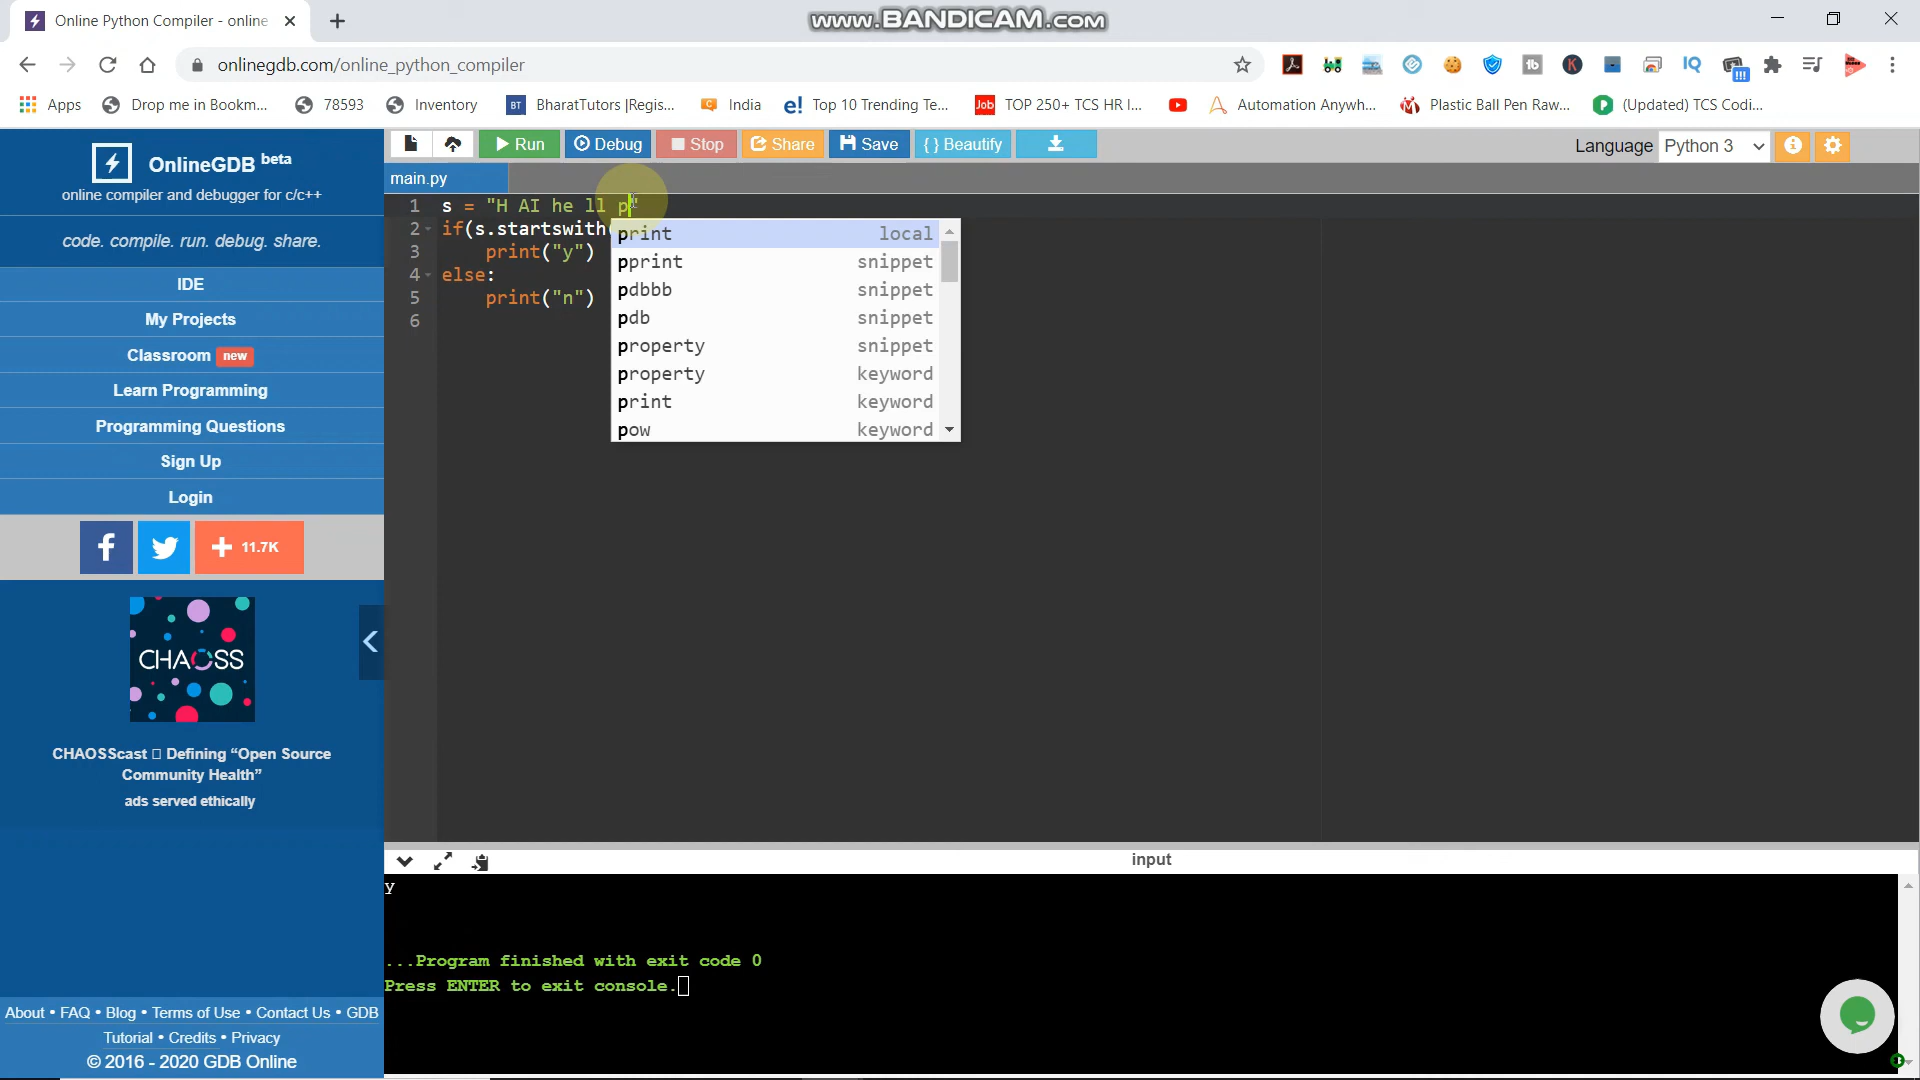 Online Python Compiler - online
www.BANDICAM.com
onlinegdb.com/online_python_compiler
Apps
Drop me in Bookm...
78593
Inventory
BT
BharatTutors |Regis...
India
e!
Top 10 Trending Te...
Job
TOP 250+ TCS HR I...
Automation Anywh...
Plastic Ball Pen Raw...
(Updated) TCS Codi...
OnlineGDB beta
online compiler and debugger for c/c++
code. compile. run. debug. share.
IDE
My Projects
Classroom new
Learn Programming
Programming Questions
Sign Up
Login
f
+ 11.7K
CHAOSS
CHAOSScast □ Defining “Open Source
Community Health”
ads served ethically
About • FAQ • Blog • Terms of Use • Contact Us • GDB
Tutorial • Credits • Privacy
© 2016 - 2020 GDB Online
Run
Debug
Stop
Share
Save
{ } Beautify
Language
Python 3
main.py
1 s = "H AI he ll p"
2 if(s.startswith(
3 print("y")
4 else:
5 print("n")
6
print local
pprint snippet
pdbbb snippet
pdb snippet
property snippet
property keyword
print keyword
pow keyword
input
y
...Program finished with exit code 0
Press ENTER to exit console.